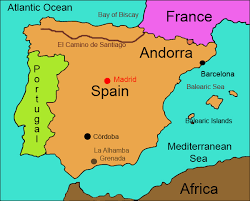 Atlantic Ocean
Bay of Biscay
France
El Camino de Santiago
Andorra
Portugal
Madrid
Barcelona
Spain
Balearic Sea
Balearic Islands
Córdoba
La Alhambra
Grenada
Mediterranean
Sea
Africa